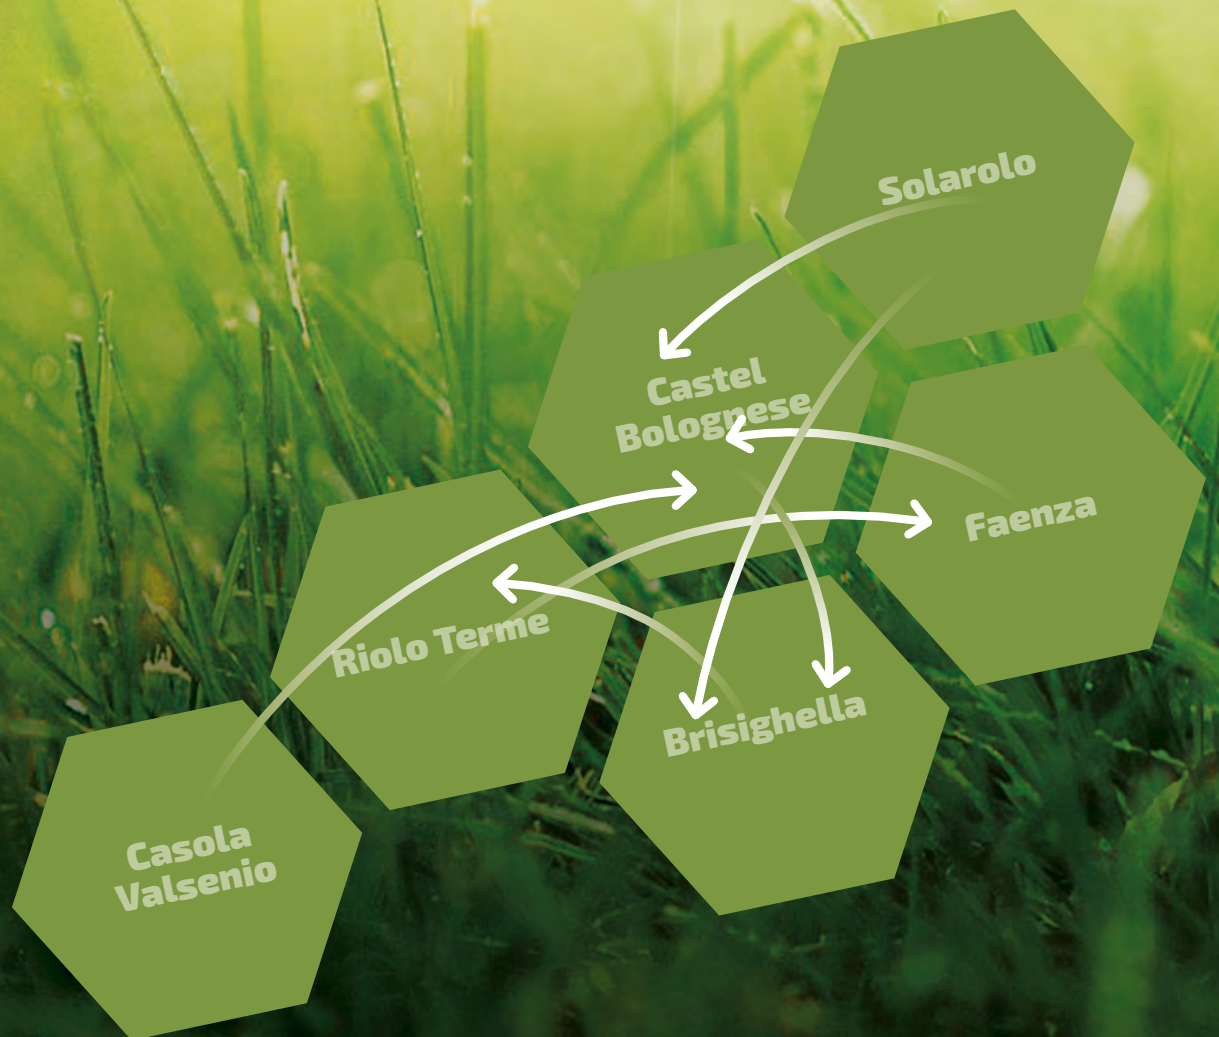 Solarolo
Castel
Bolognese
Faenza
Riolo Terme
Brisighella
Casola
Valsenio